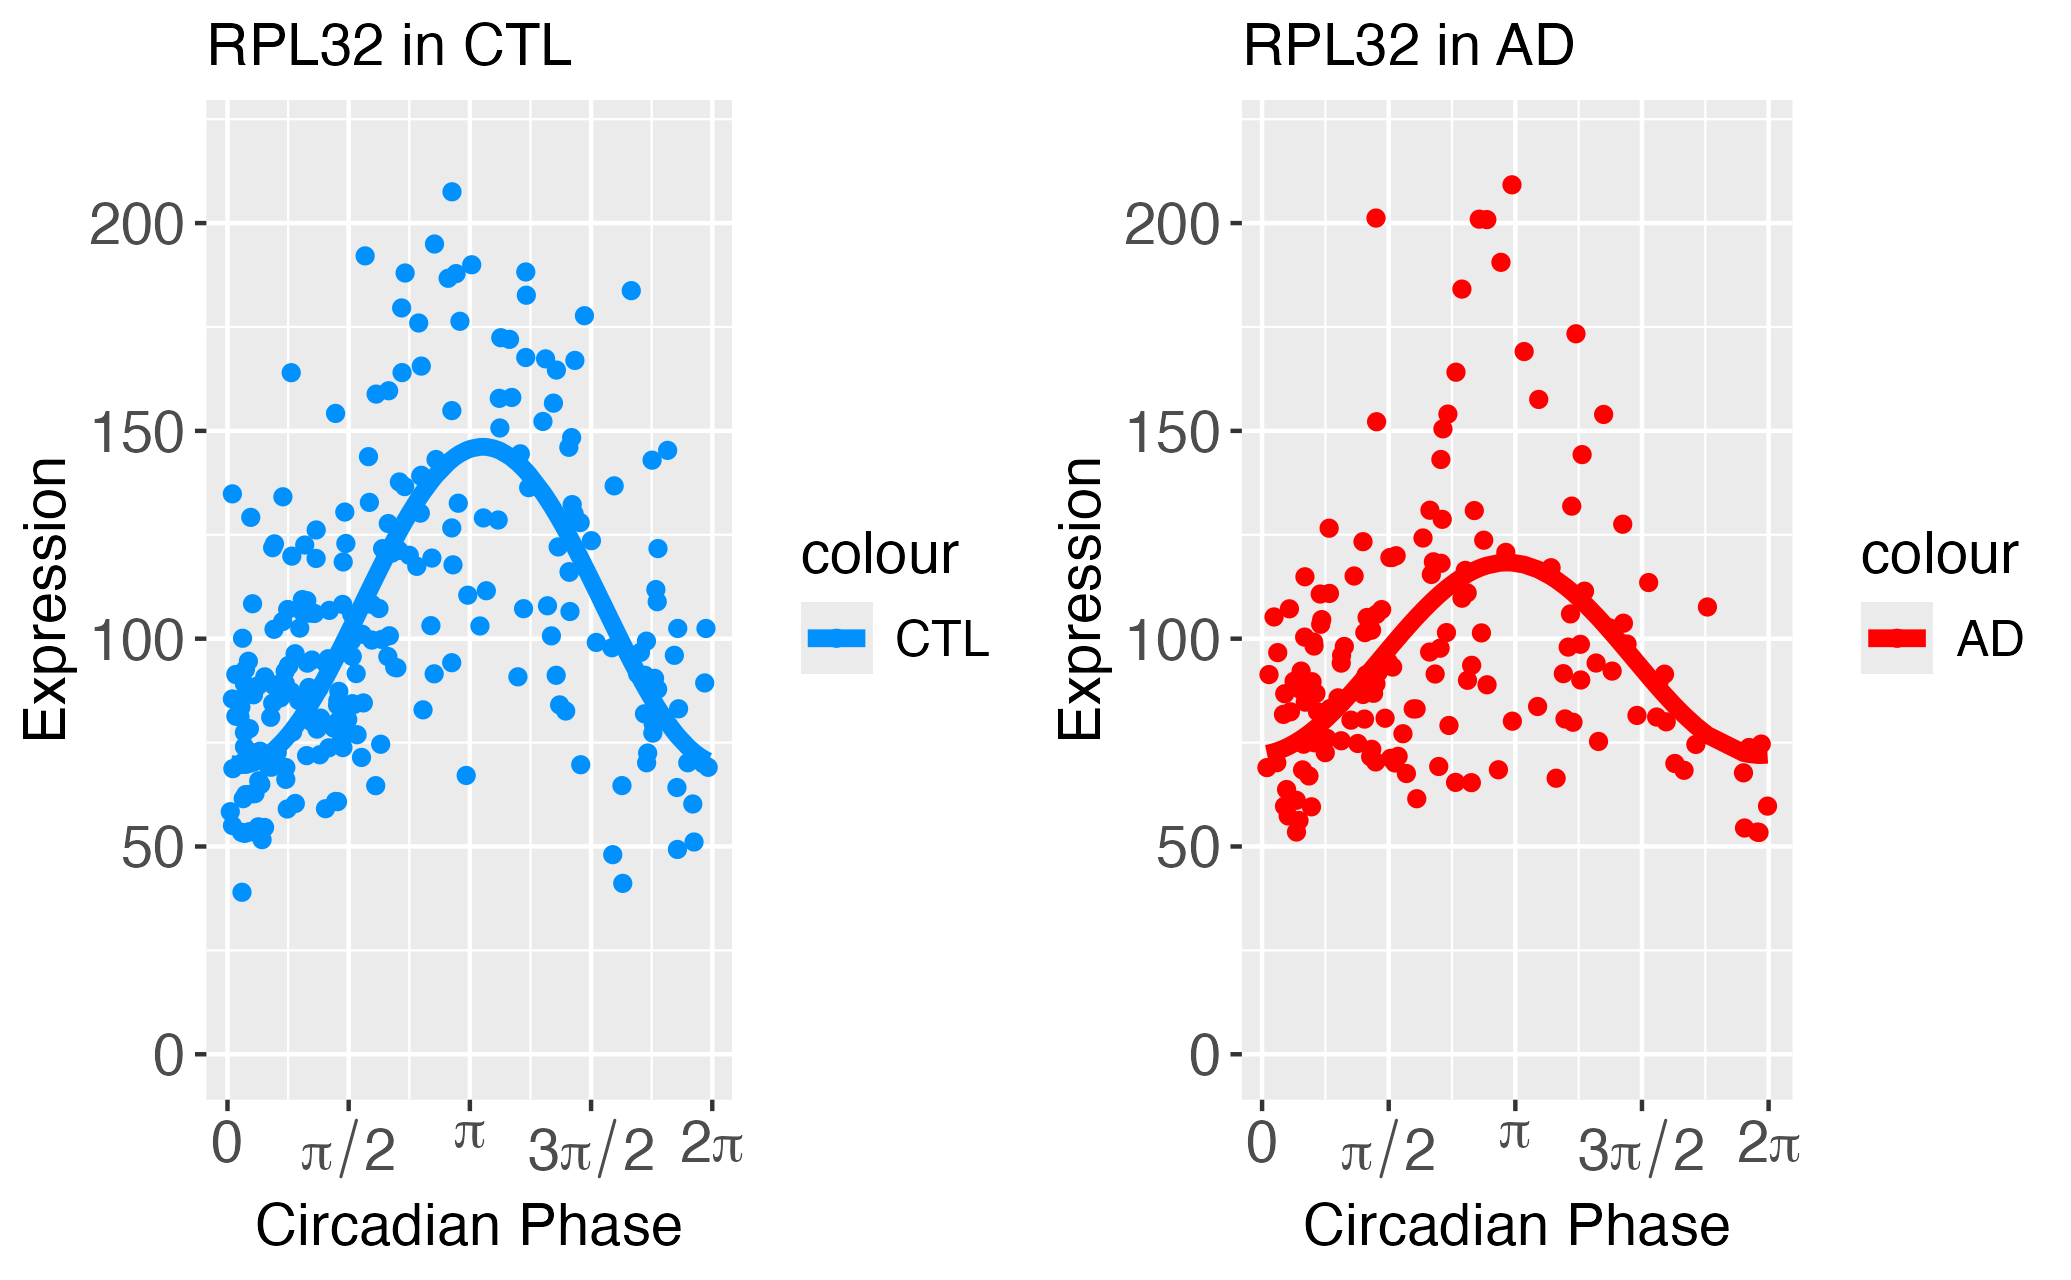 RPL32 in CTL
Expression
200
150
100
50
0
0 π/2 π 3π/2 2π
Circadian Phase
colour
CTL
RPL32 in AD
Expression
200
150
100
50
0
0 π/2 π 3π/2 2π
Circadian Phase
colour
AD